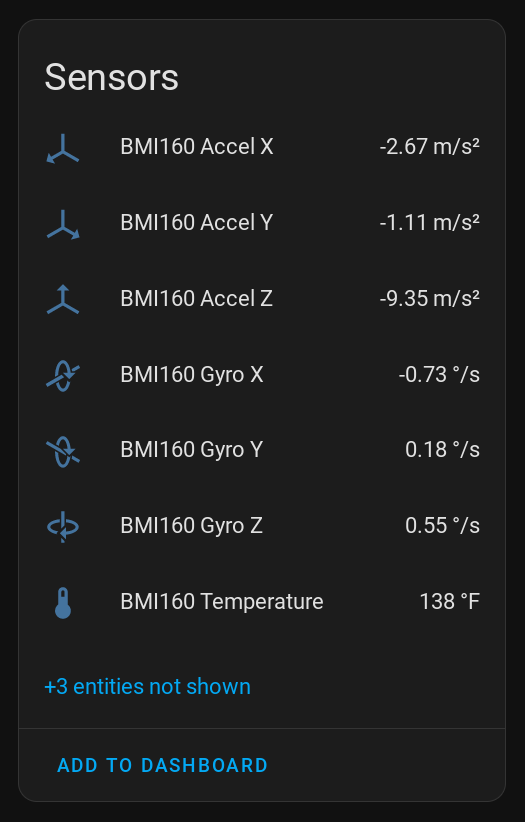 Sensors
BMI160 Accel X -2.67 m/s²
BMI160 Accel Y -1.11 m/s²
BMI160 Accel Z -9.35 m/s²
BMI160 Gyro X -0.73 °/s
BMI160 Gyro Y 0.18 °/s
BMI160 Gyro Z 0.55 °/s
BMI160 Temperature 138 °F
+3 entities not shown
ADD TO DASHBOARD